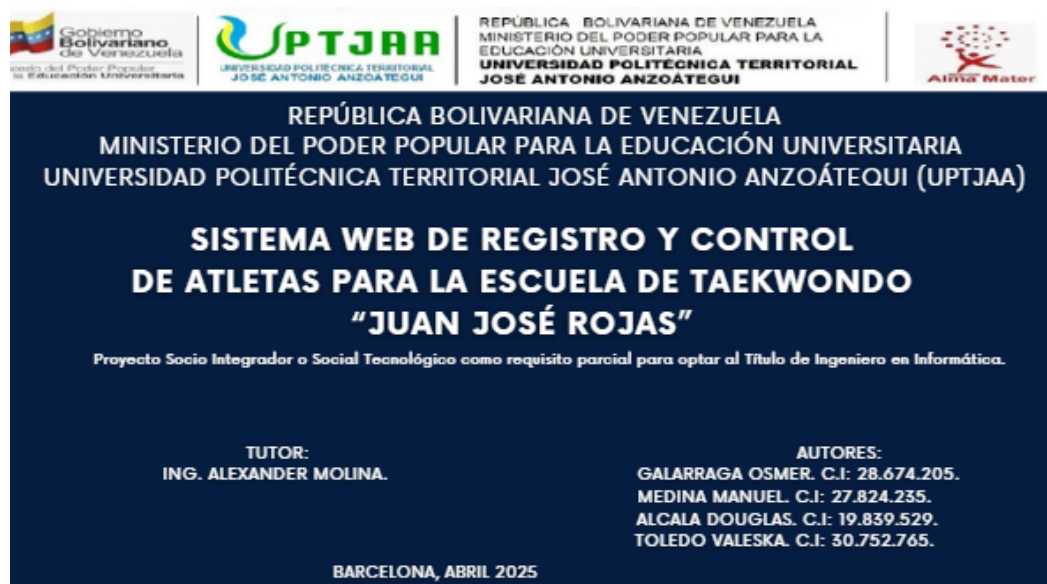 Gobierno
Bolivariano
de Venezuela
del Poder Popular
Educación Universitaria
UPTJAA
UNIVERSIDAD POLITÉCNICA TERRITORIAL
JOSÉ ANTONIO ANZOÁTEGUI
REPÚBLICA BOLIVARIANA DE VENEZUELA
MINISTERIO DEL PODER POPULAR PARA LA
EDUCACIÓN UNIVERSITARIA
UNIVERSIDAD POLITÉCNICA TERRITORIAL
JOSÉ ANTONIO ANZOÁTEGUI
Alma Mater
REPÚBLICA BOLIVARIANA DE VENEZUELA
MINISTERIO DEL PODER POPULAR PARA LA EDUCACIÓN UNIVERSITARIA
UNIVERSIDAD POLITÉCNICA TERRITORIAL JOSÉ ANTONIO ANZOÁTEQUI (UPTJAA)
SISTEMA WEB DE REGISTRO Y CONTROL
DE ATLETAS PARA LA ESCUELA DE TAEKWONDO
“JUAN JOSÉ ROJAS”
Proyecto Socio Integrador o Social Tecnológico como requisito parcial para optar al Título de Ingeniero en Informática.
TUTOR:
ING. ALEXANDER MOLINA.
AUTORES:
GALARRAGA OSMER. C.I: 28.674.205.
MEDINA MANUEL. C.I: 27.824.235.
ALCALA DOUGLAS. C.I: 19.839.529.
TOLEDO VALESKA. C.I: 30.752.765.
BARCELONA, ABRIL 2025